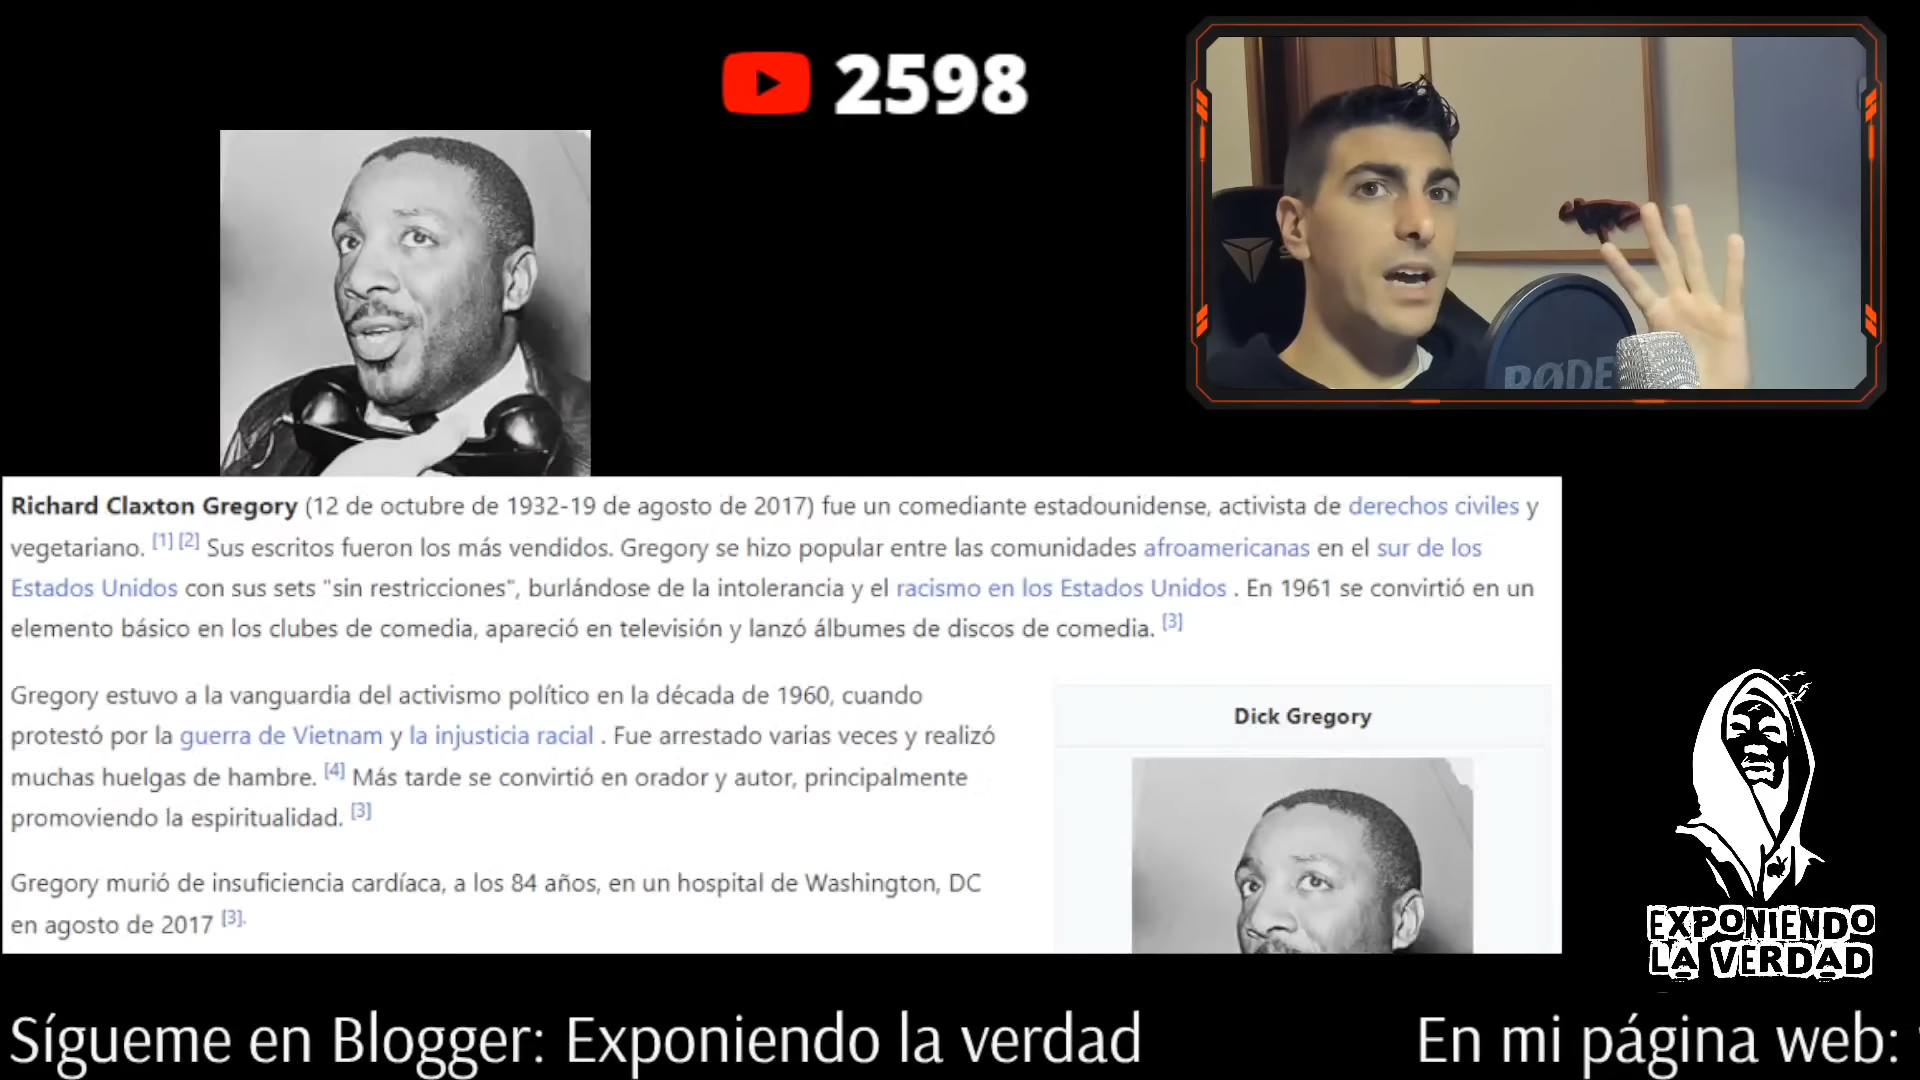 2598
RØDE
Richard Claxton Gregory (12 de octubre de 1932-19 de agosto de 2017) fue un comediante estadounidense, activista de derechos civiles y
vegetariano. [1] [2] Sus escritos fueron los más vendidos. Gregory se hizo popular entre las comunidades afroamericanas en el sur de los
Estados Unidos con sus sets "sin restricciones", burlándose de la intolerancia y el racismo en los Estados Unidos . En 1961 se convirtió en un
elemento básico en los clubes de comedia, apareció en televisión y lanzó álbumes de discos de comedia. [3]
Gregory estuvo a la vanguardia del activismo político en la década de 1960, cuando
protestó por la guerra de Vietnam y la injusticia racial . Fue arrestado varias veces y realizó
muchas huelgas de hambre. [4] Más tarde se convirtió en orador y autor, principalmente
promoviendo la espiritualidad. [3]
Gregory murió de insuficiencia cardíaca, a los 84 años, en un hospital de Washington, DC
en agosto de 2017 [3].
Dick Gregory
EXPONIENDO
LA VERDAD
Sígueme en Blogger: Exponiendo la verdad
En mi página web: